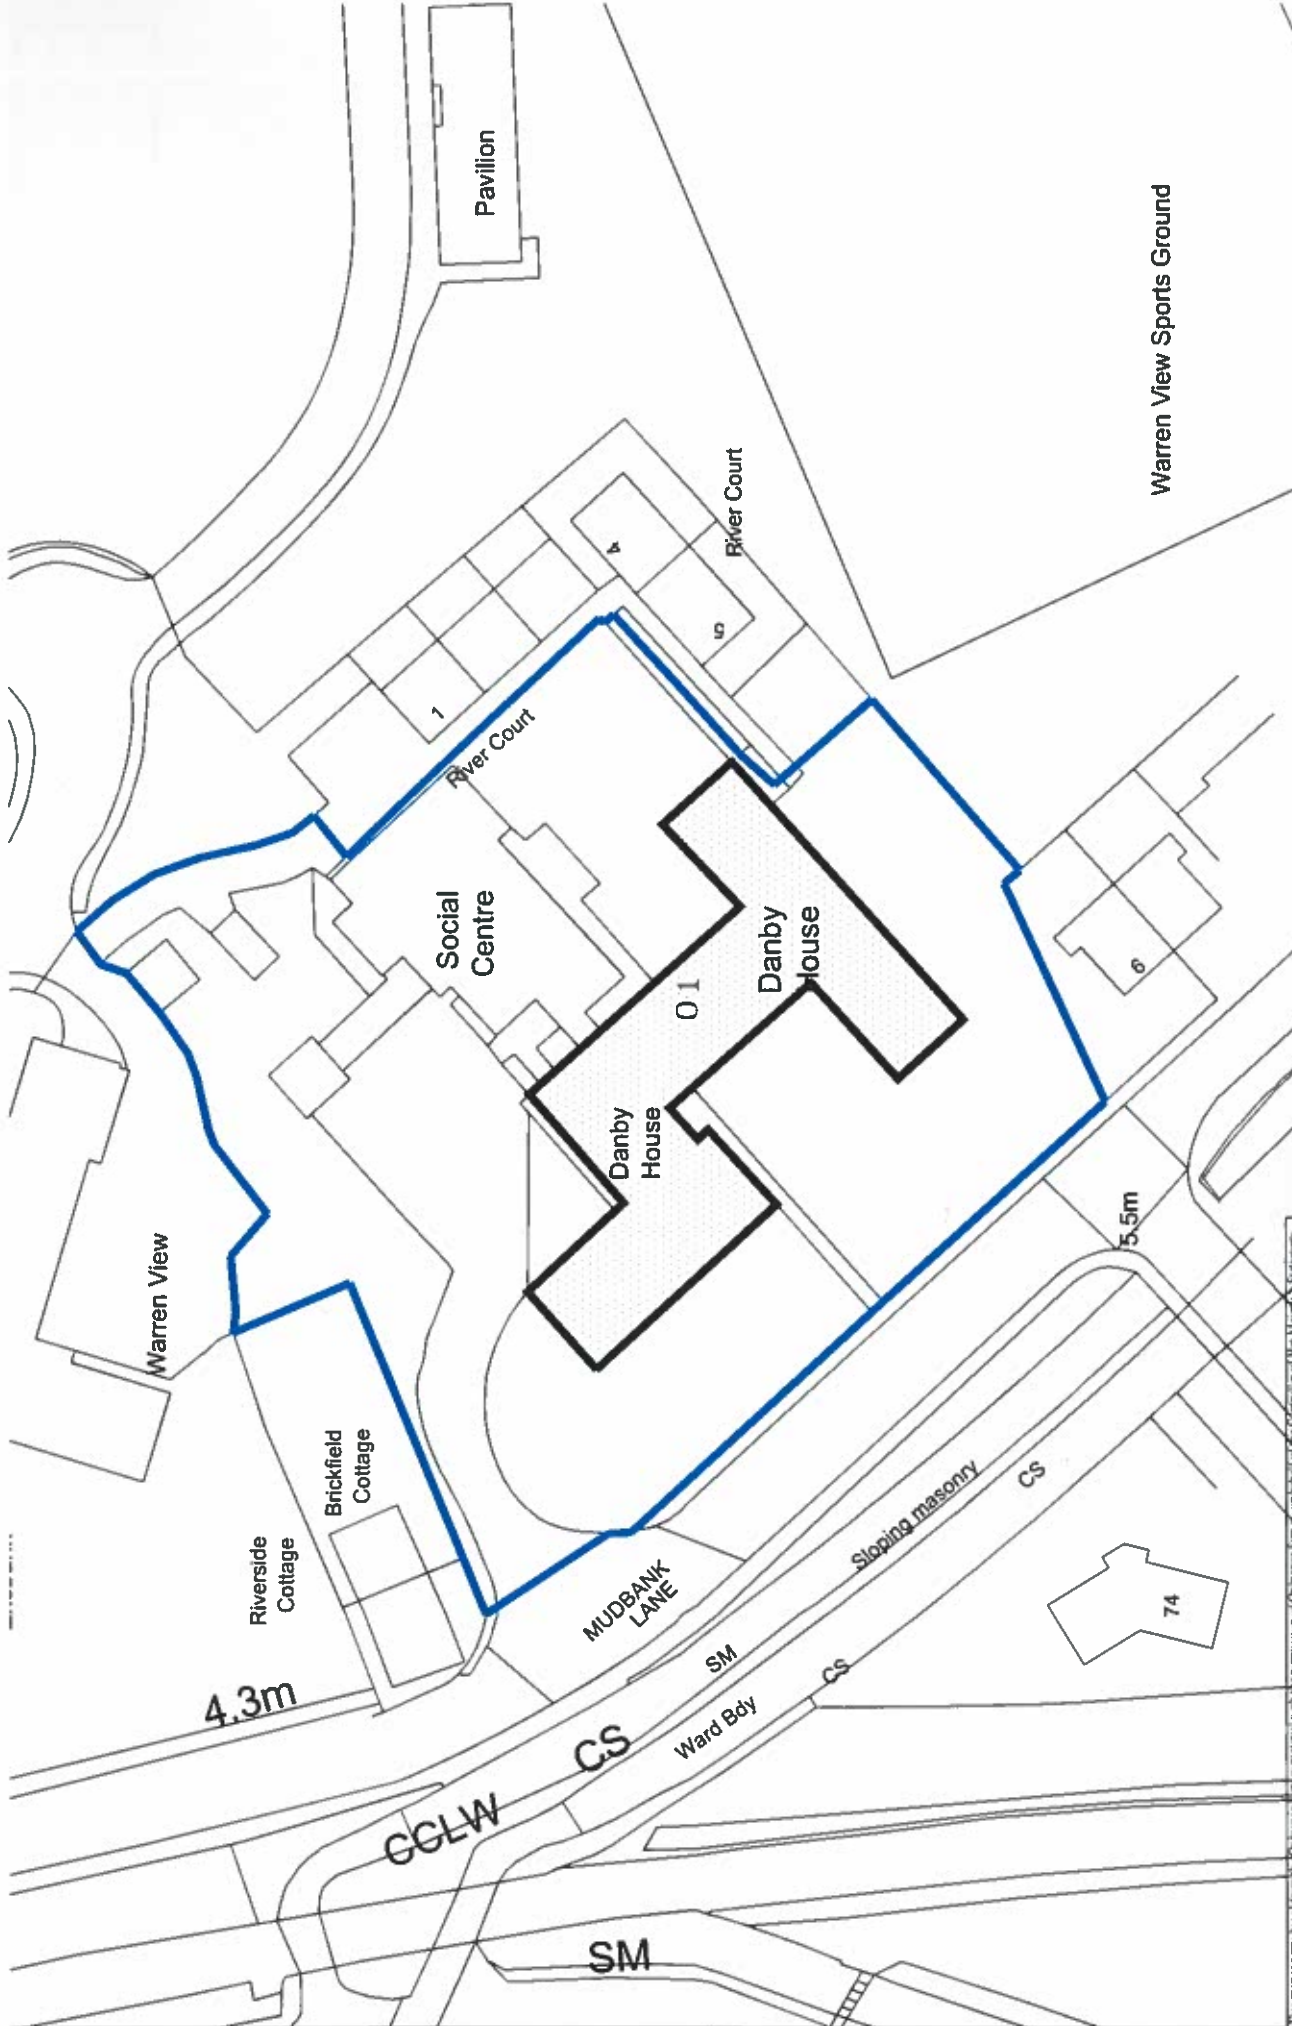 Pavilion
Warren View Sports Ground
River Court
4
5
1
River Court
Social
Centre
Danby
House
01
Danby
House
6
Warren View
5.5m
Brickfield
Cottage
Riverside
Cottage
Sloping masonry
CS
MUDBANK
LANE
74
SM
CS
Ward Bdy
4.3m
CS
CCLW
SM